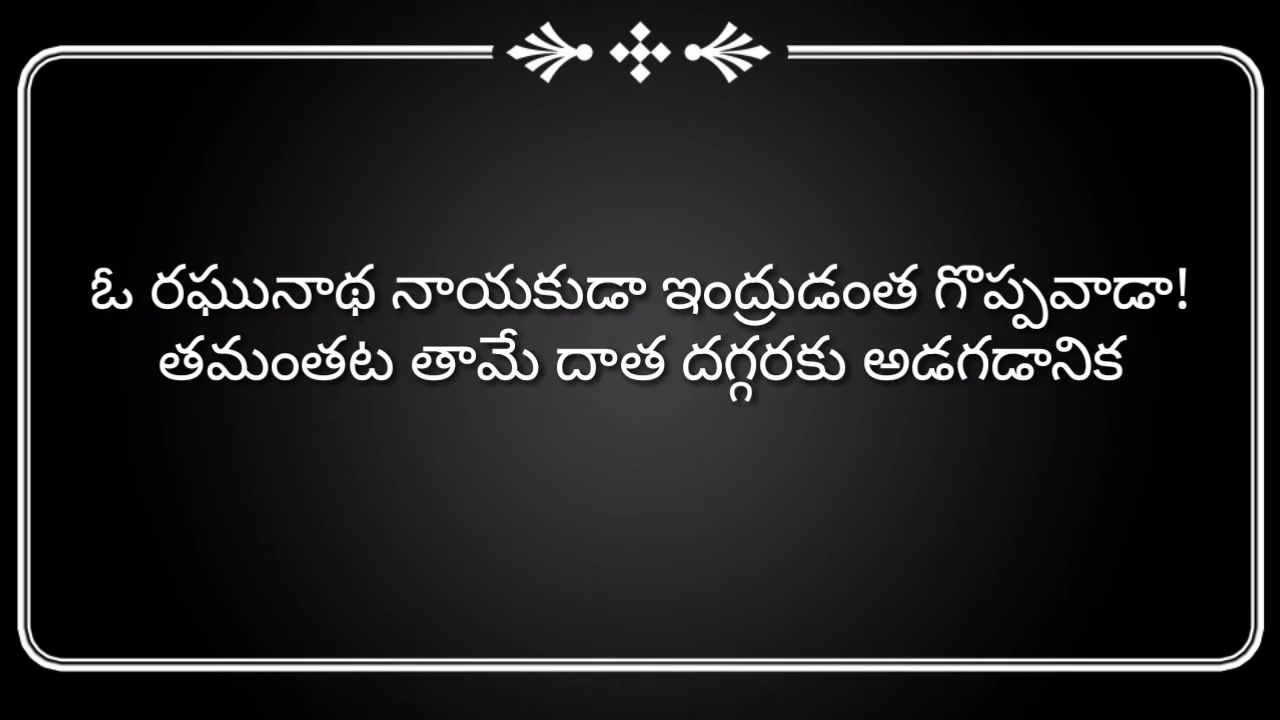 ఓ రఘునాథ నాయకుడా ఇంద్రుడంత గొప్పవాడా!
తమంతట తామే దాత దగ్గరకు అడగడానిక